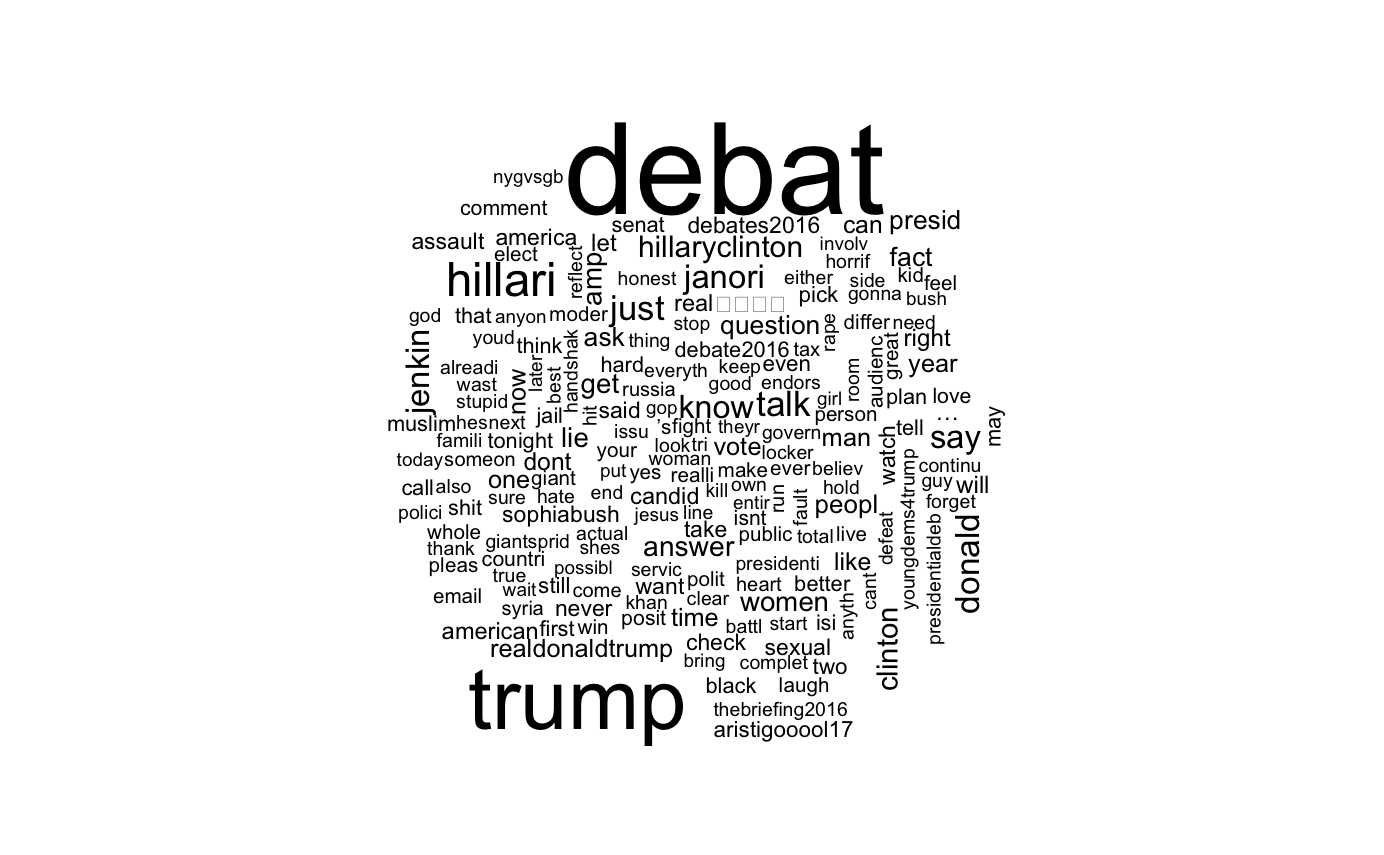 debat
nygvsgb
comment
senat debates2016 can presid
assault america let hillaryclinton involv fact
elect reflect amp horrif
hillari honest janori either side kid feel
just real pick gonna bush
god that anyon moder stop question rape differ need
jenkin youd think ask thing debate2016 tax audienc great right
alreadi later best handshak hard everyth keep even room year
wast now get russia good endors
stupid jail hit said gop know talk girl person plan love
muslim hes next issu 's fight theyr govern man tell … may
famili tonight lie your look tri vote locker watch say
today someon dont woman make ever believ continu
call also one giant put yes realli own hold guy will
sure hate end candid kill entir run fault peopl forget
polici shit sophiabush jesus line isnt youngdems4trump
whole actual take public total live defeat presidentialdeb donald
thank giantsprid shes answer
pleas countri possibl servic presidenti like
true wait still come want polit heart better cant
email syria never khan clear women anyth
posit time battl start isi clinton
american first win check sexual
realdonaldtrump bring complet two
trump black laugh
thebriefing2016
aristigooool17